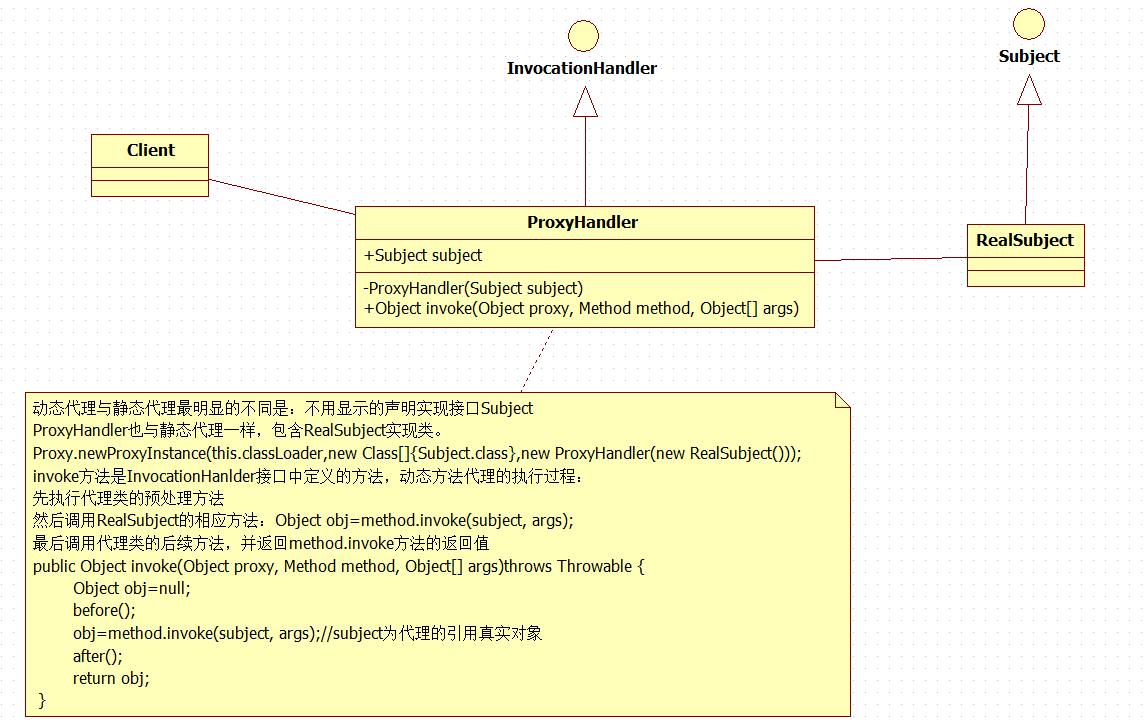 InvocationHandler
Subject
Client
ProxyHandler
+Subject subject
-ProxyHandler(Subject subject)
+Object invoke(Object proxy, Method method, Object[] args)
RealSubject
动态代理与静态代理最明显的不同是：不用显示的声明实现接口Subject
ProxyHandler也与静态代理一样，包含RealSubject实现类。
Proxy.newProxyInstance(this.classLoader,new Class[]{Subject.class},new ProxyHandler(new RealSubject()));
invoke方法是InvocationHanlder接口中定义的方法，动态方法代理的执行过程：
先执行代理类的预处理方法
然后调用RealSubject的相应方法：Object obj=method.invoke(subject, args);
最后调用代理类的后续方法，并返回method.invoke方法的返回值
public Object invoke(Object proxy, Method method, Object[] args)throws Throwable {
Object obj=null;
before();
obj=method.invoke(subject, args);//subject为代理的引用真实对象
after();
return obj;
}